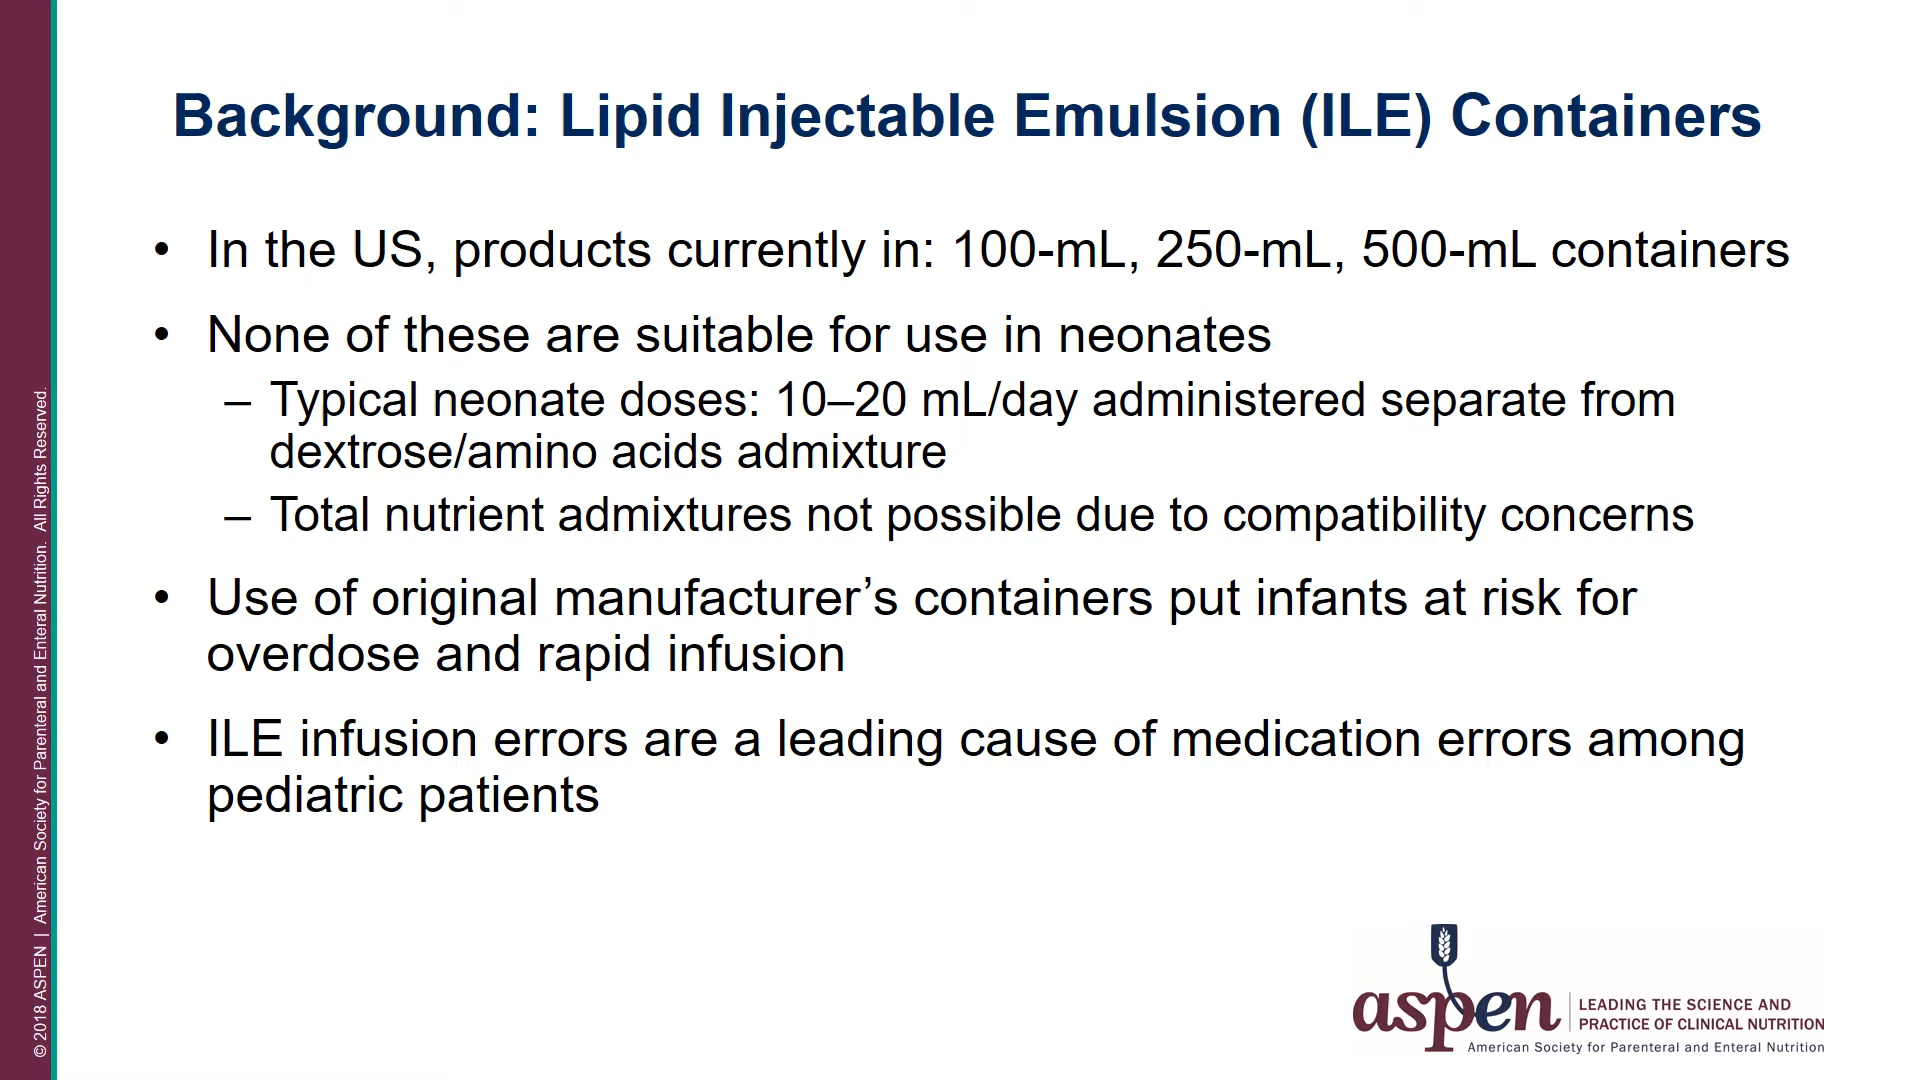 Background: Lipid Injectable Emulsion (ILE) Containers
• In the US, products currently in: 100-mL, 250-mL, 500-mL containers
• None of these are suitable for use in neonates
– Typical neonate doses: 10–20 mL/day administered separate from
dextrose/amino acids admixture
– Total nutrient admixtures not possible due to compatibility concerns
• Use of original manufacturer’s containers put infants at risk for
overdose and rapid infusion
• ILE infusion errors are a leading cause of medication errors among
pediatric patients
© 2018 ASPEN | American Society for Parenteral and Enteral Nutrition. All Rights Reserved.
aspen
LEADING THE SCIENCE AND
PRACTICE OF CLINICAL NUTRITION
American Society for Parenteral and Enteral Nutrition